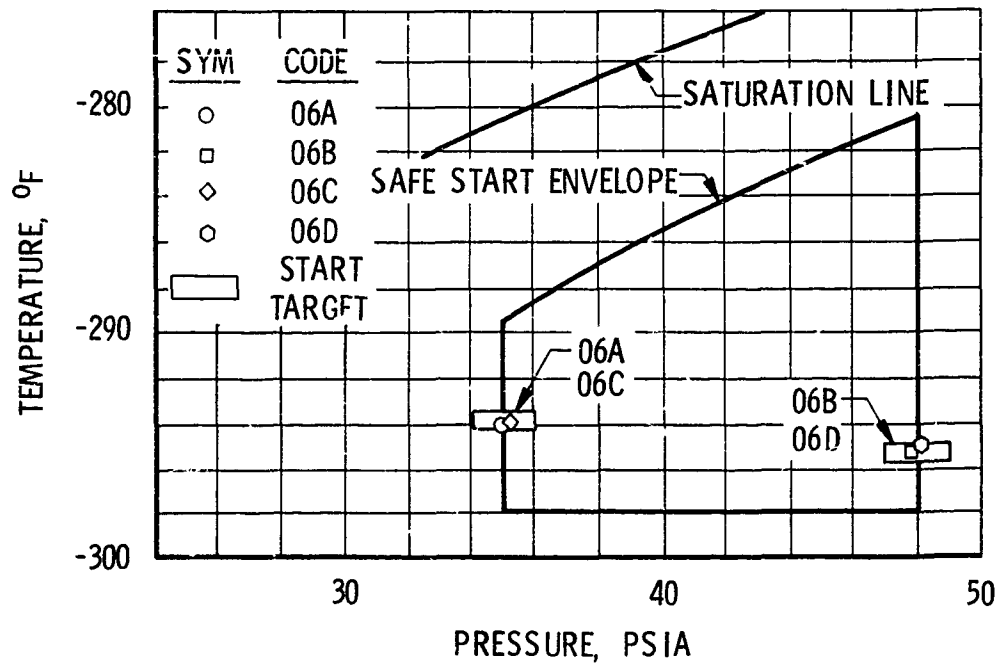 SYM CODE
06A
06B
06C
06D
START
TARGFT
SATURATION LINE
SAFE START ENVELOPE
06A
06C
06B
06D
-280
-290
-300
TEMPERATURE, °F
30 40 50
PRESSURE, PSIA